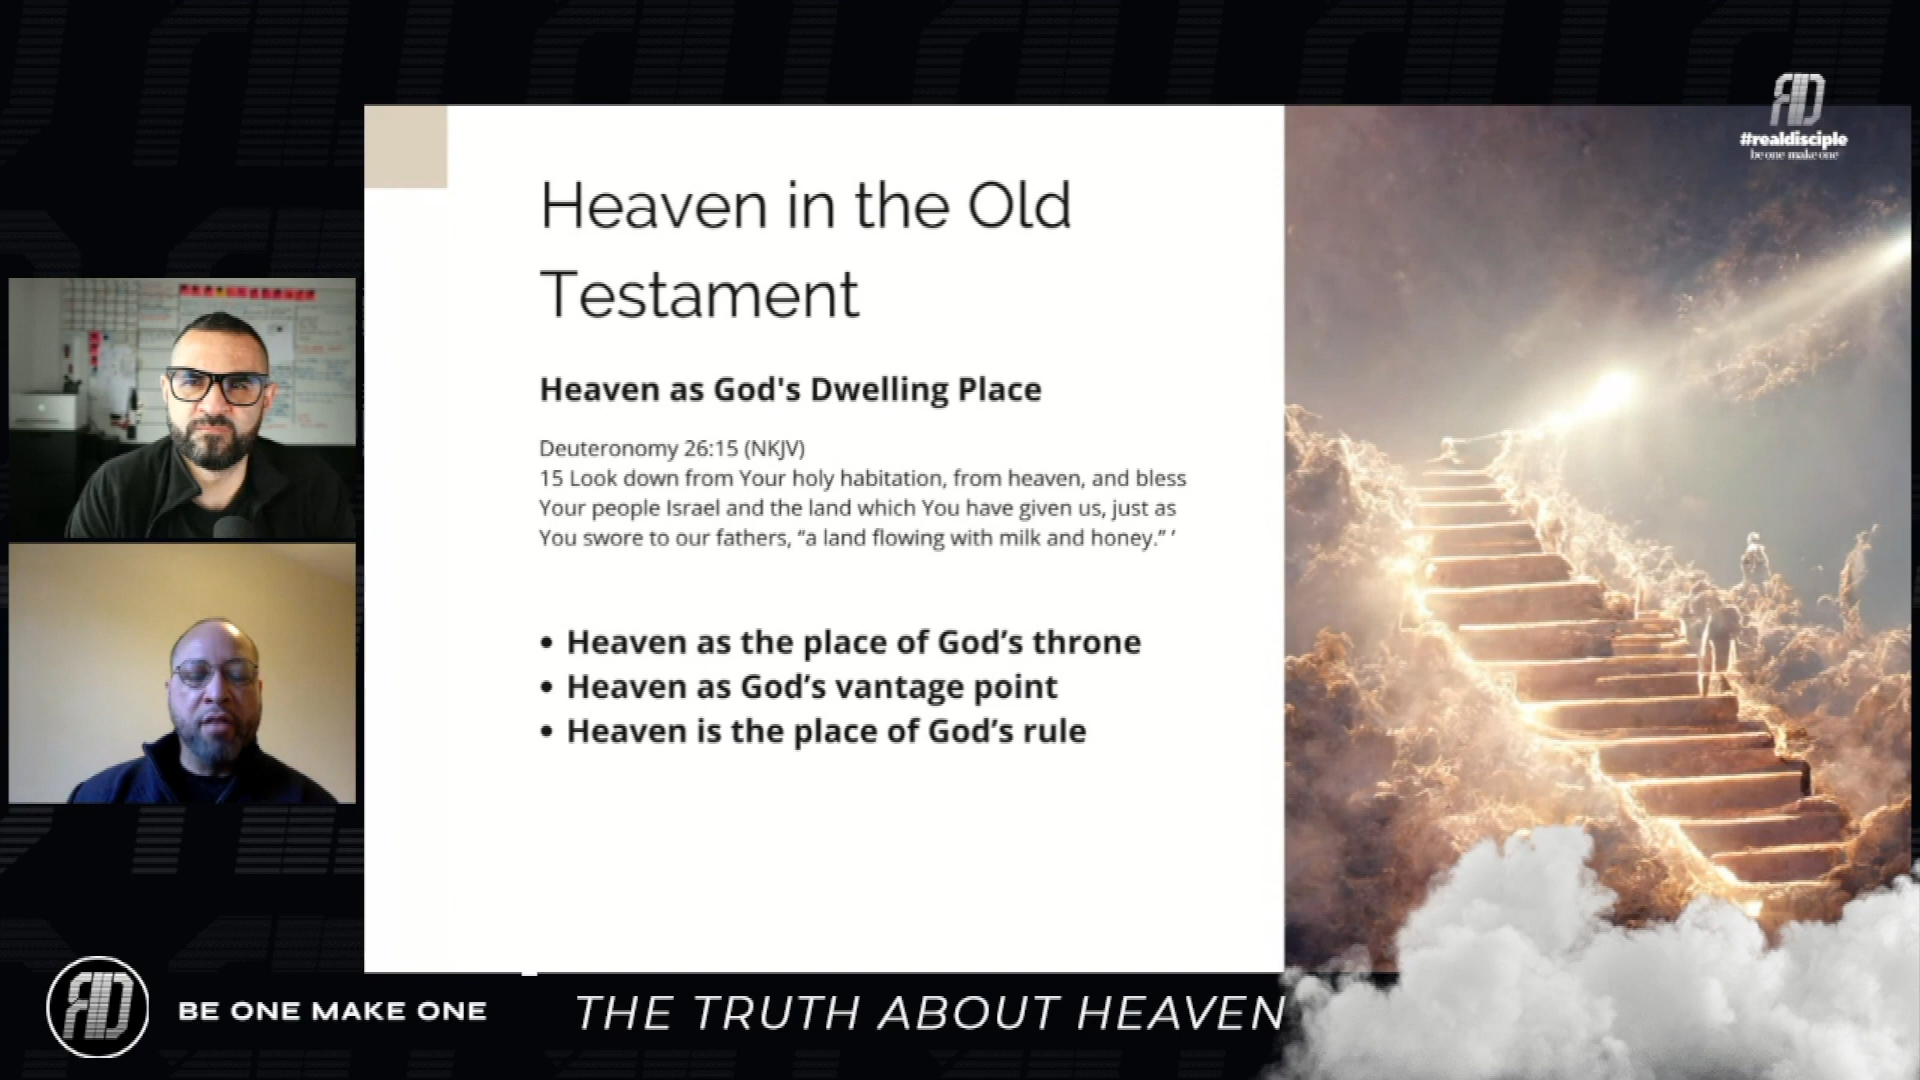 #realdisciple
be one make one
Heaven in the Old
Testament
Heaven as God's Dwelling Place
Deuteronomy 26:15 (NKJV)
15 Look down from Your holy habitation, from heaven, and bless
Your people Israel and the land which You have given us, just as
You swore to our fathers, “a land flowing with milk and honey.” ’
• Heaven as the place of God’s throne
• Heaven as God’s vantage point
• Heaven is the place of God’s rule
BE ONE MAKE ONE
THE TRUTH ABOUT HEAVEN